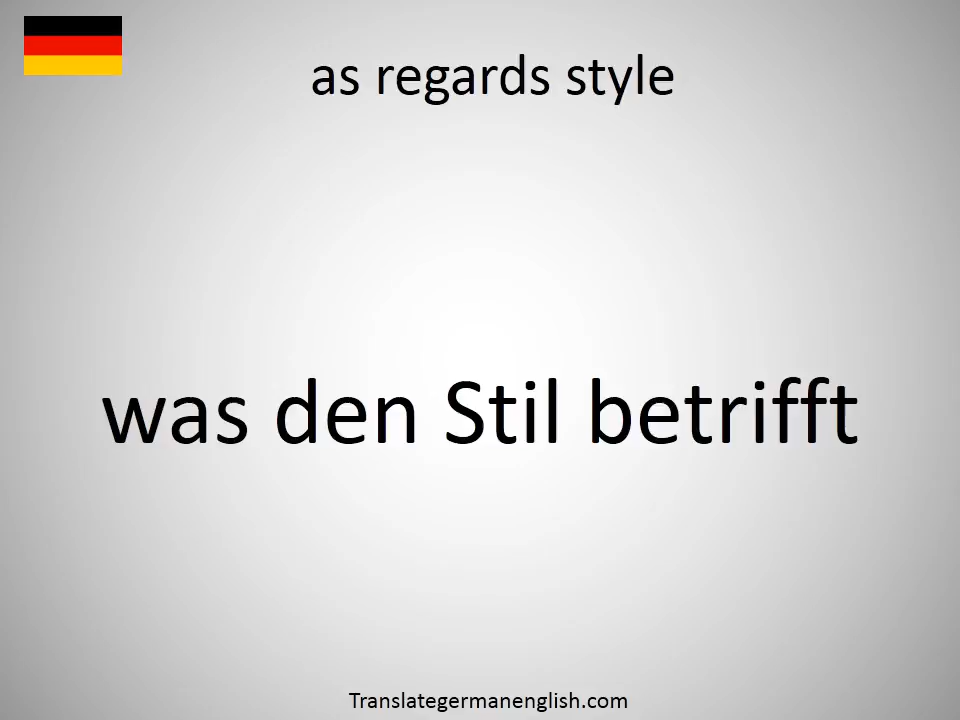 as regards style
was den Stil betrifft
Translategermanenglish.com